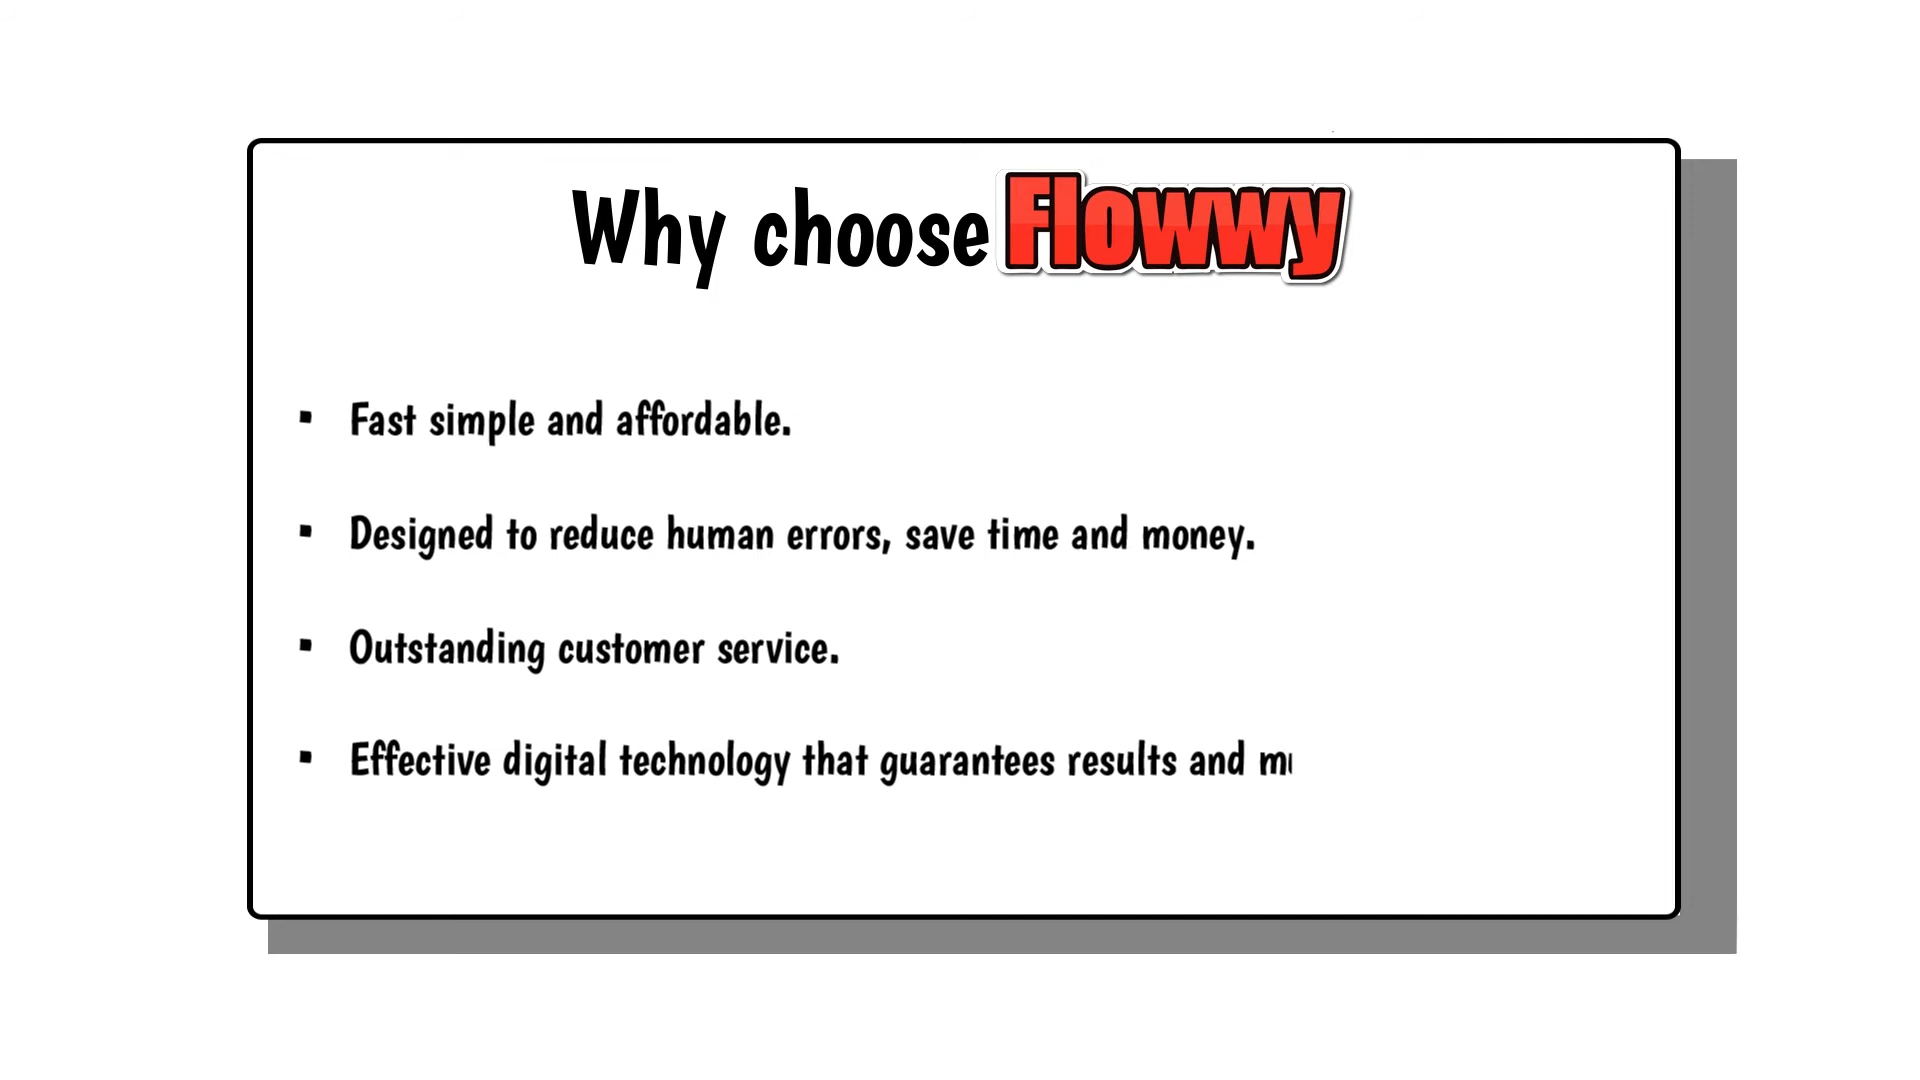 Why choose Flowwy
▪ Fast simple and affordable.
▪ Designed to reduce human errors, save time and money.
▪ Outstanding customer service.
▪ Effective digital technology that guarantees results and